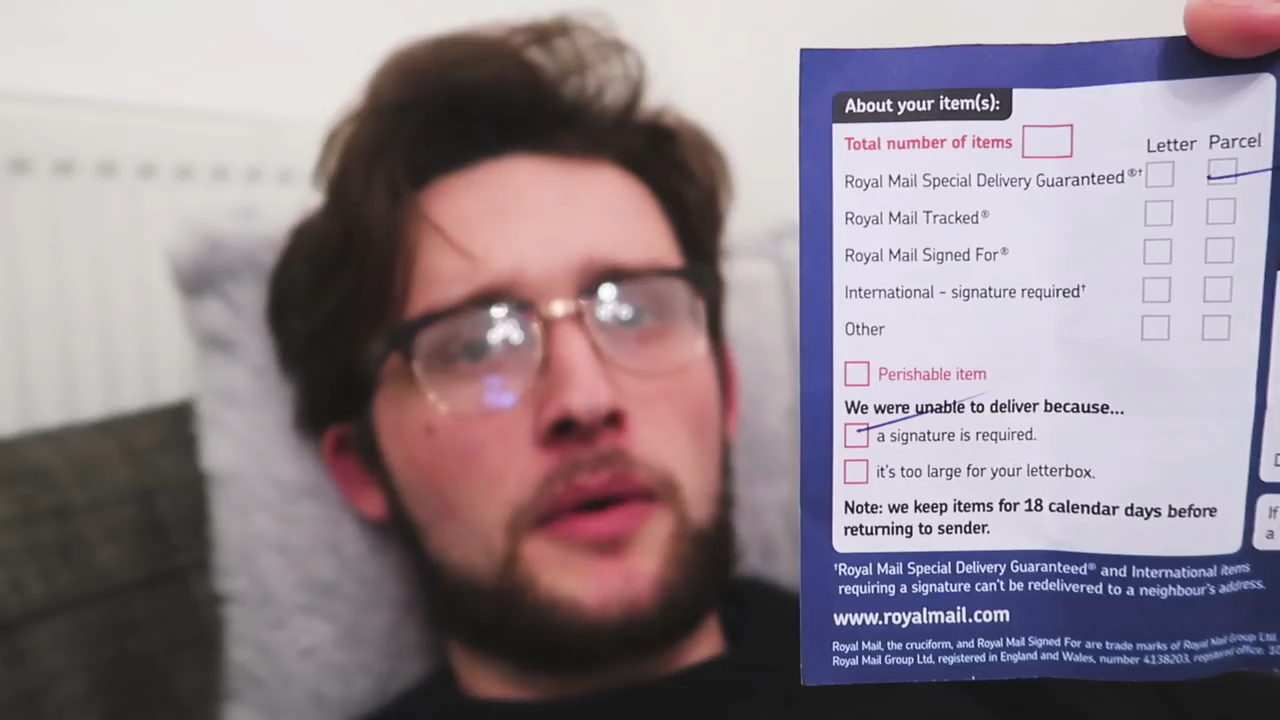 About your item(s):
Total number of items
Letter Parcel
Royal Mail Special Delivery Guaranteed®†
Royal Mail Tracked®
Royal Mail Signed For®
International – signature required†
Other
Perishable item
We were unable to deliver because...
a signature is required.
it's too large for your letterbox.
Note: we keep items for 18 calendar days before
returning to sender.
†Royal Mail Special Delivery Guaranteed® and International items
requiring a signature can't be redelivered to a neighbour's address.
www.royalmail.com
Royal Mail, the cruciform, and Royal Mail Signed For are trade marks of Royal Mail Group Ltd.
Royal Mail Group Ltd, registered in England and Wales, number 4138203, registered office:
If
a